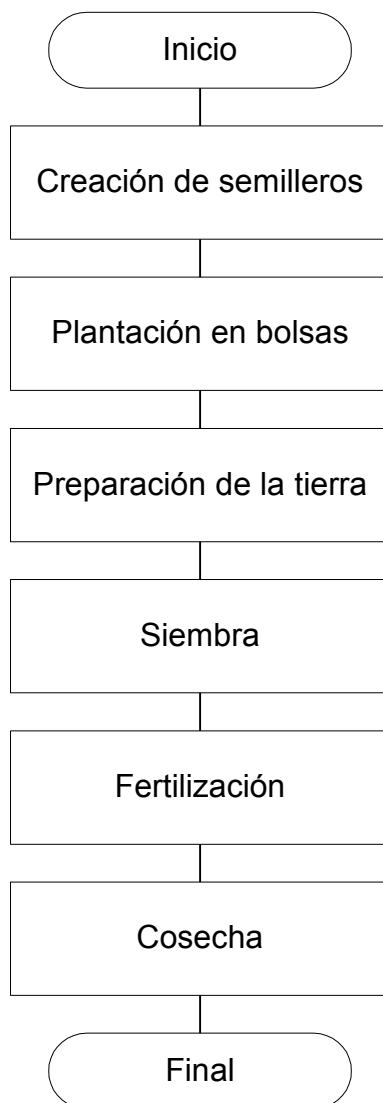 Inicio
Creación de semilleros
Plantación en bolsas
Preparación de la tierra
Siembra
Fertilización
Cosecha
Final